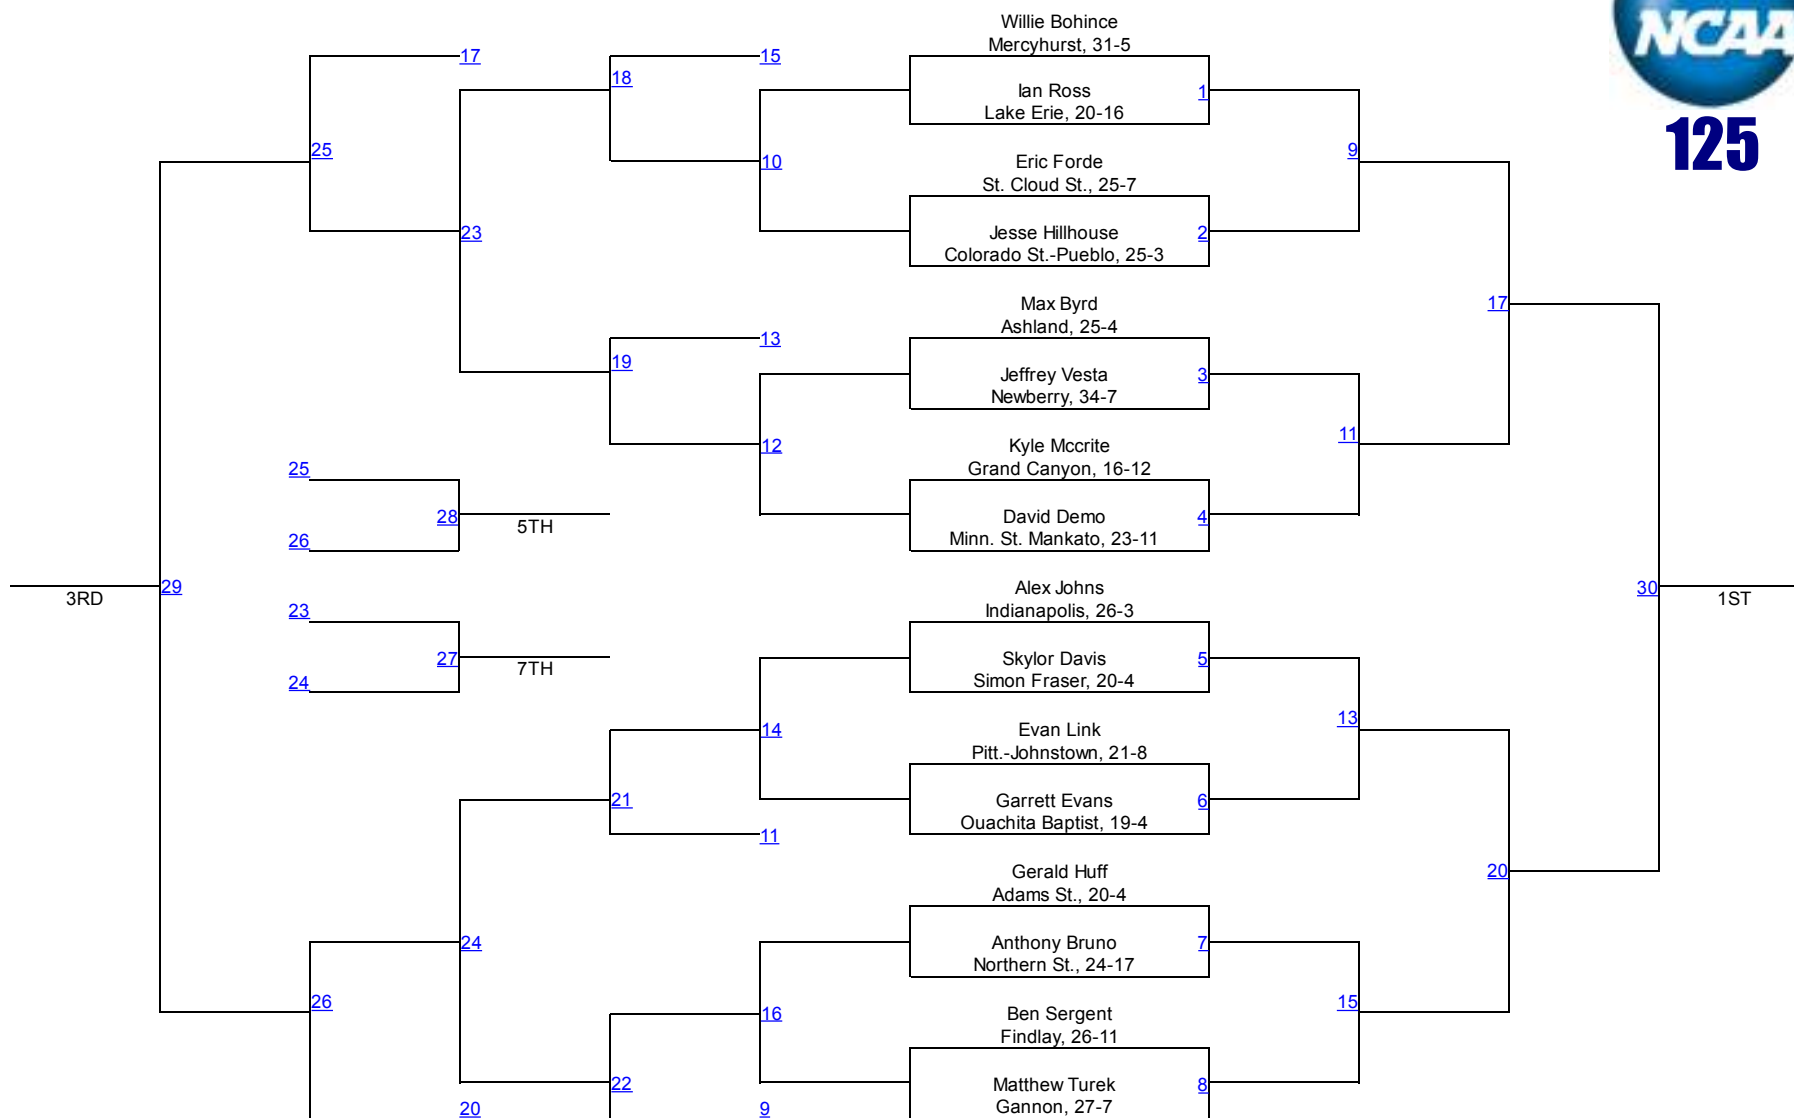 NCAA
125
Willie Bohince
Mercyhurst, 31-5
17
15
18
Ian Ross
Lake Erie, 20-16
1
25
10
Eric Forde
St. Cloud St., 25-7
9
23
Jesse Hillhouse
Colorado St.-Pueblo, 25-3
2
Max Byrd
Ashland, 25-4
17
13
19
Jeffrey Vesta
Newberry, 34-7
3
12
Kyle Mccrite
Grand Canyon, 16-12
11
25
28
5TH
26
David Demo
Minn. St. Mankato, 23-11
4
3RD
29
Alex Johns
Indianapolis, 26-3
30
1ST
23
27
7TH
24
Skylor Davis
Simon Fraser, 20-4
5
14
Evan Link
Pitt.-Johnstown, 21-8
13
21
Garrett Evans
Ouachita Baptist, 19-4
6
11
Gerald Huff
Adams St., 20-4
20
24
Anthony Bruno
Northern St., 24-17
7
26
16
Ben Sergent
Findlay, 26-11
15
22
Matthew Turek
Gannon, 27-7
8
20
9